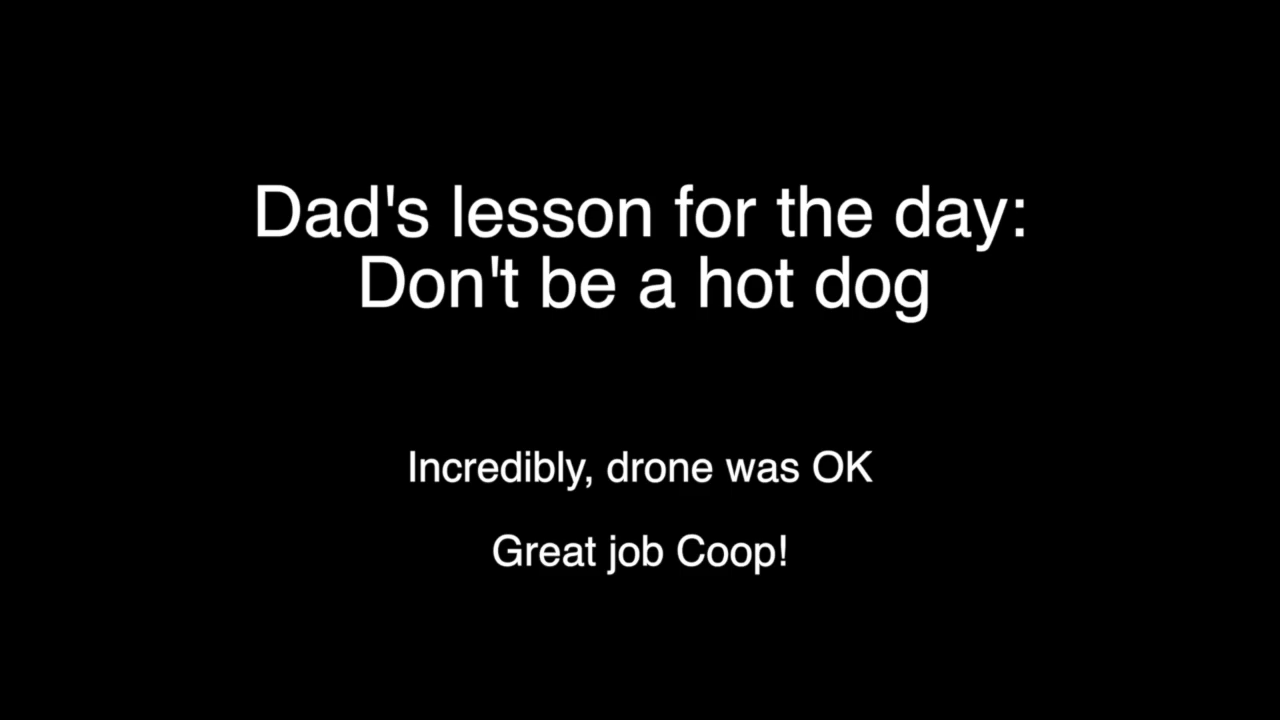 Dad's lesson for the day:
Don't be a hot dog
Incredibly, drone was OK
Great job Coop!